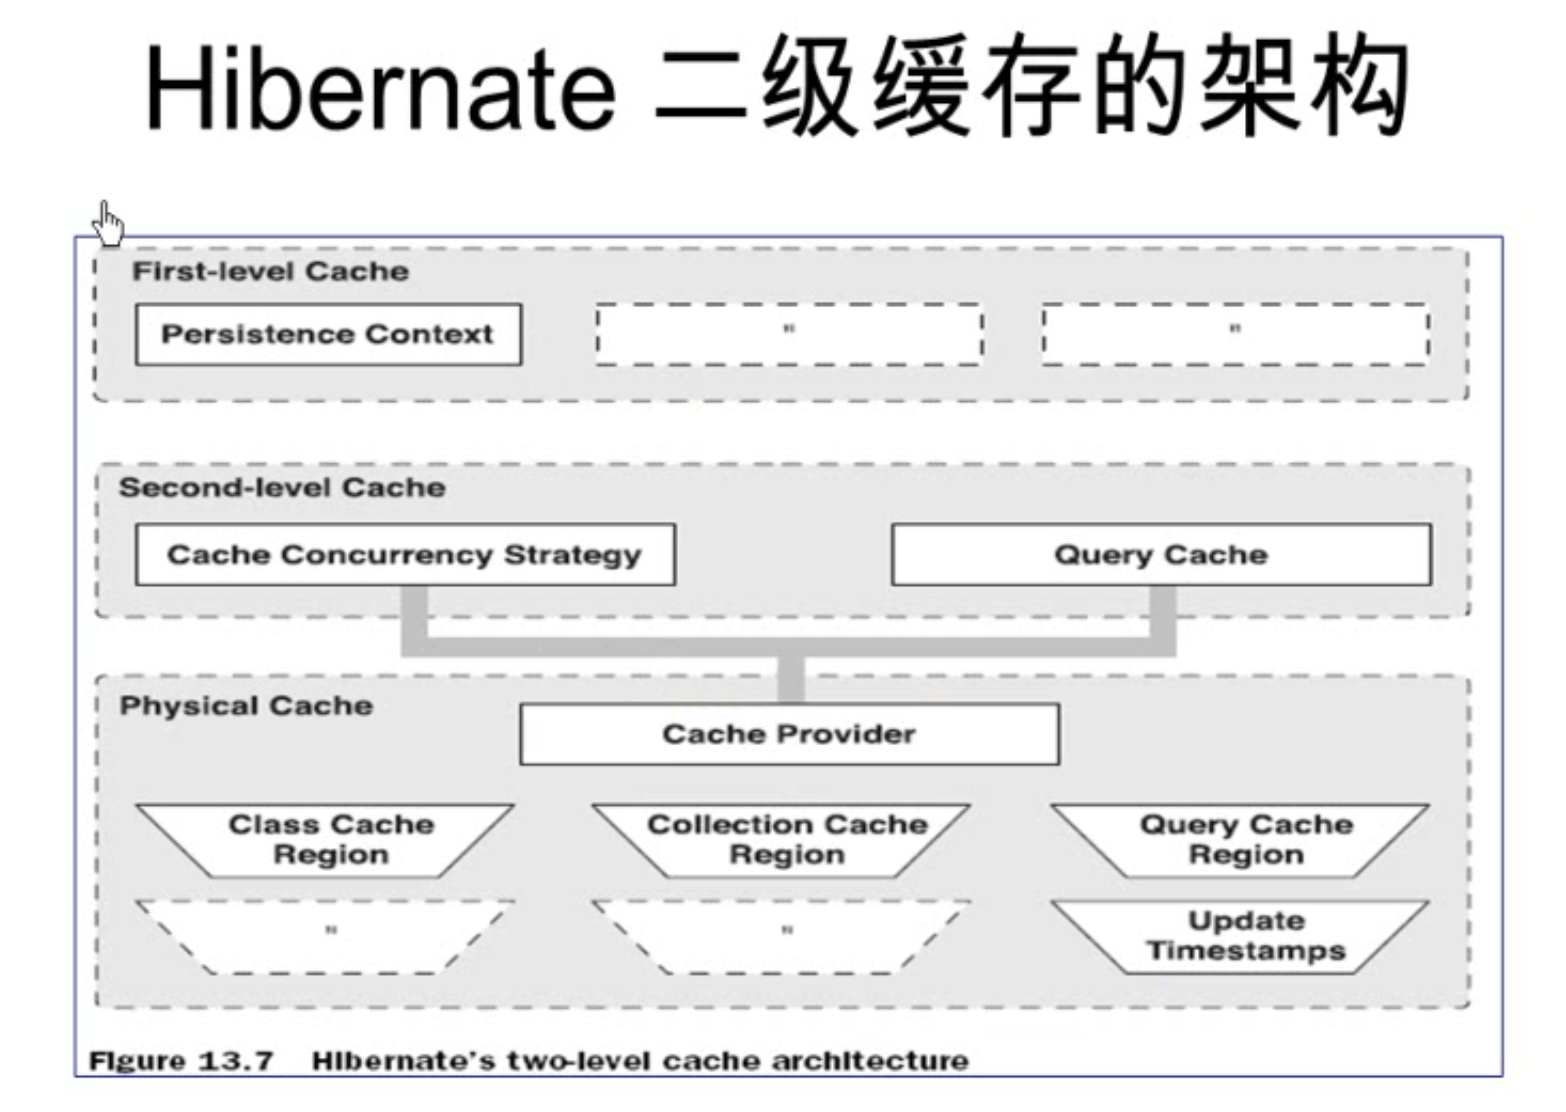 Hibernate 二级缓存的架构
First-level Cache
Persistence Context
"
"
Second-level Cache
Cache Concurrency Strategy
Query Cache
Physical Cache
Cache Provider
Class Cache
Region
Collection Cache
Region
Query Cache
Region
"
"
Update
Timestamps
Figure 13.7 Hibernate's two-level cache architecture